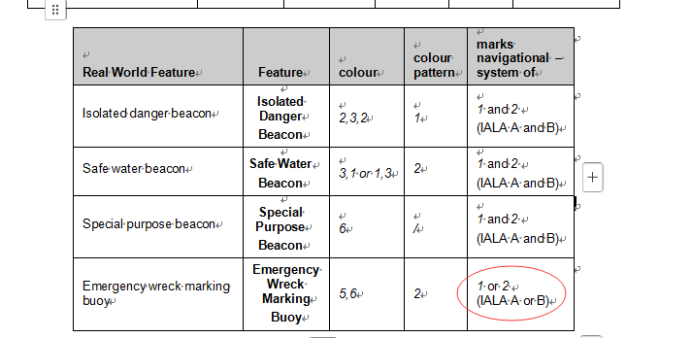 Real World Feature
Feature
colour
colour
pattern
marks
navigational –
system of
Isolated danger beacon
Isolated
Danger
Beacon
2,3,2
1
1 and 2
(IALA A and B)
Safe water beacon
Safe Water
Beacon
3,1 or 1,3
2
1 and 2
(IALA A and B)
Special purpose beacon
Special
Purpose
Beacon
6
/
1 and 2
(IALA A and B)
Emergency wreck marking
buoy
Emergency
Wreck
Marking
Buoy
5,6
2
1 or 2
(IALA A or B)